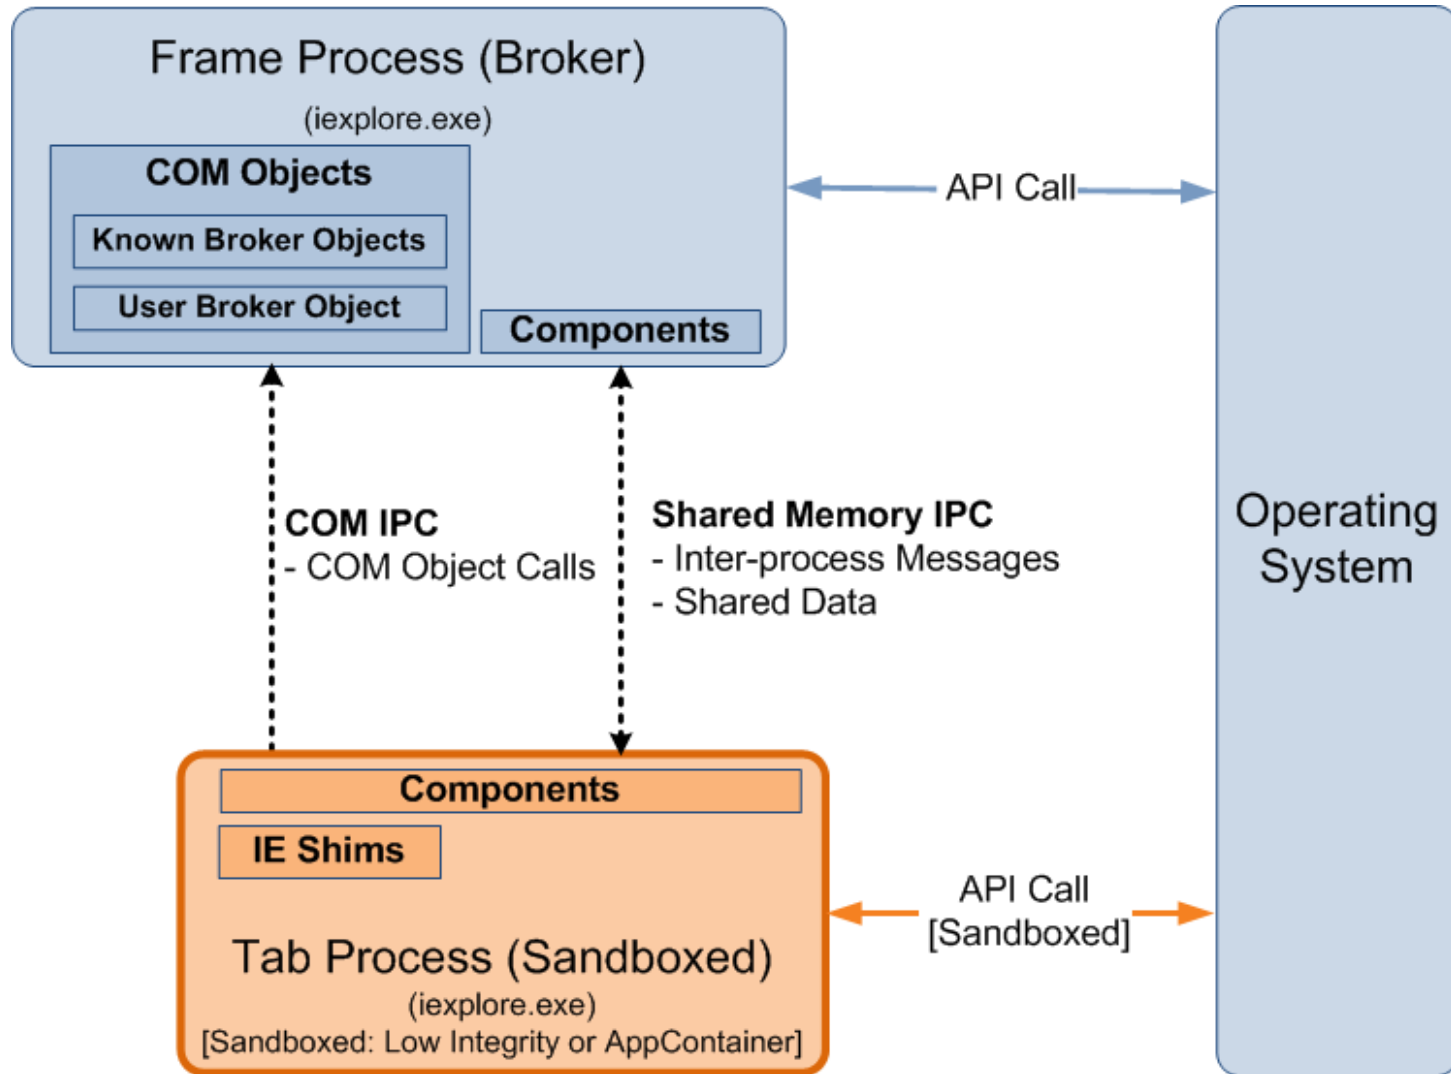 Frame Process (Broker)
(iexplore.exe)
COM Objects
Known Broker Objects
User Broker Object
Components
API Call
COM IPC
- COM Object Calls
Shared Memory IPC
- Inter-process Messages
- Shared Data
Operating
System
Components
IE Shims
Tab Process (Sandboxed)
(iexplore.exe)
[Sandboxed: Low Integrity or AppContainer]
API Call
[Sandboxed]